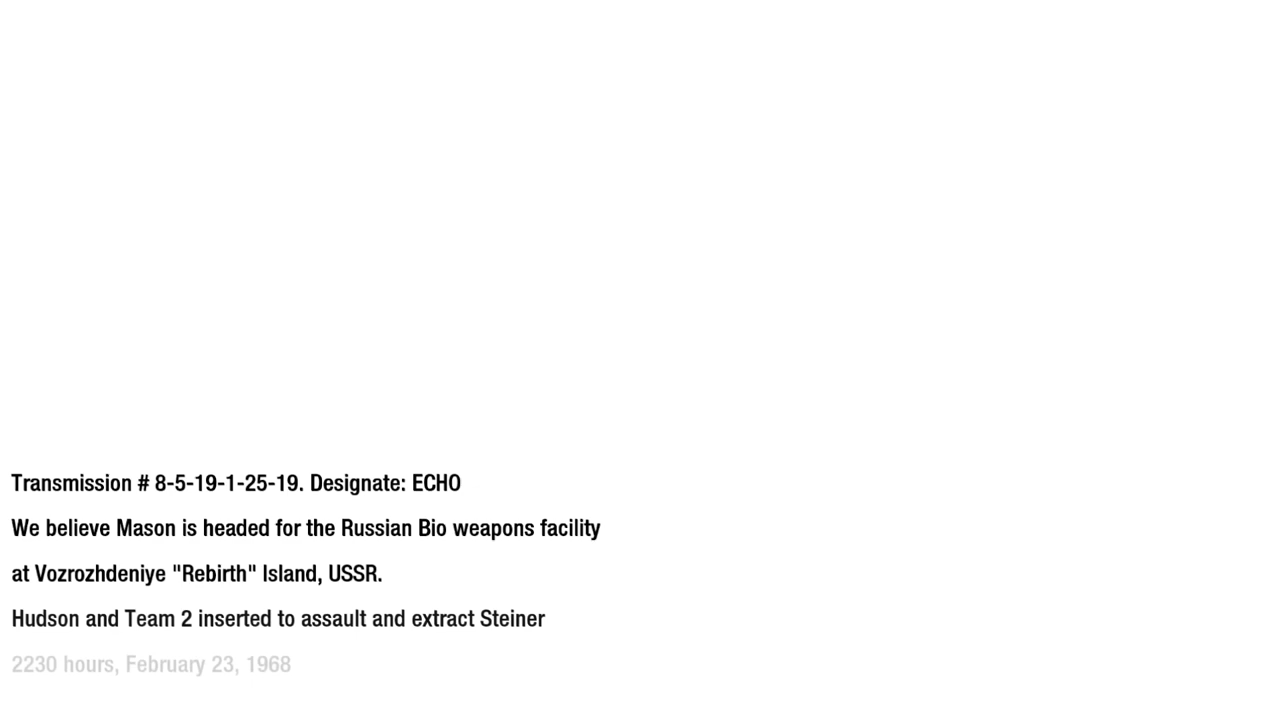 Transmission # 8-5-19-1-25-19. Designate: ECHO
We believe Mason is headed for the Russian Bio weapons facility
at Vozrozhdeniye "Rebirth" Island, USSR.
Hudson and Team 2 inserted to assault and extract Steiner
2230 hours, February 23, 1968